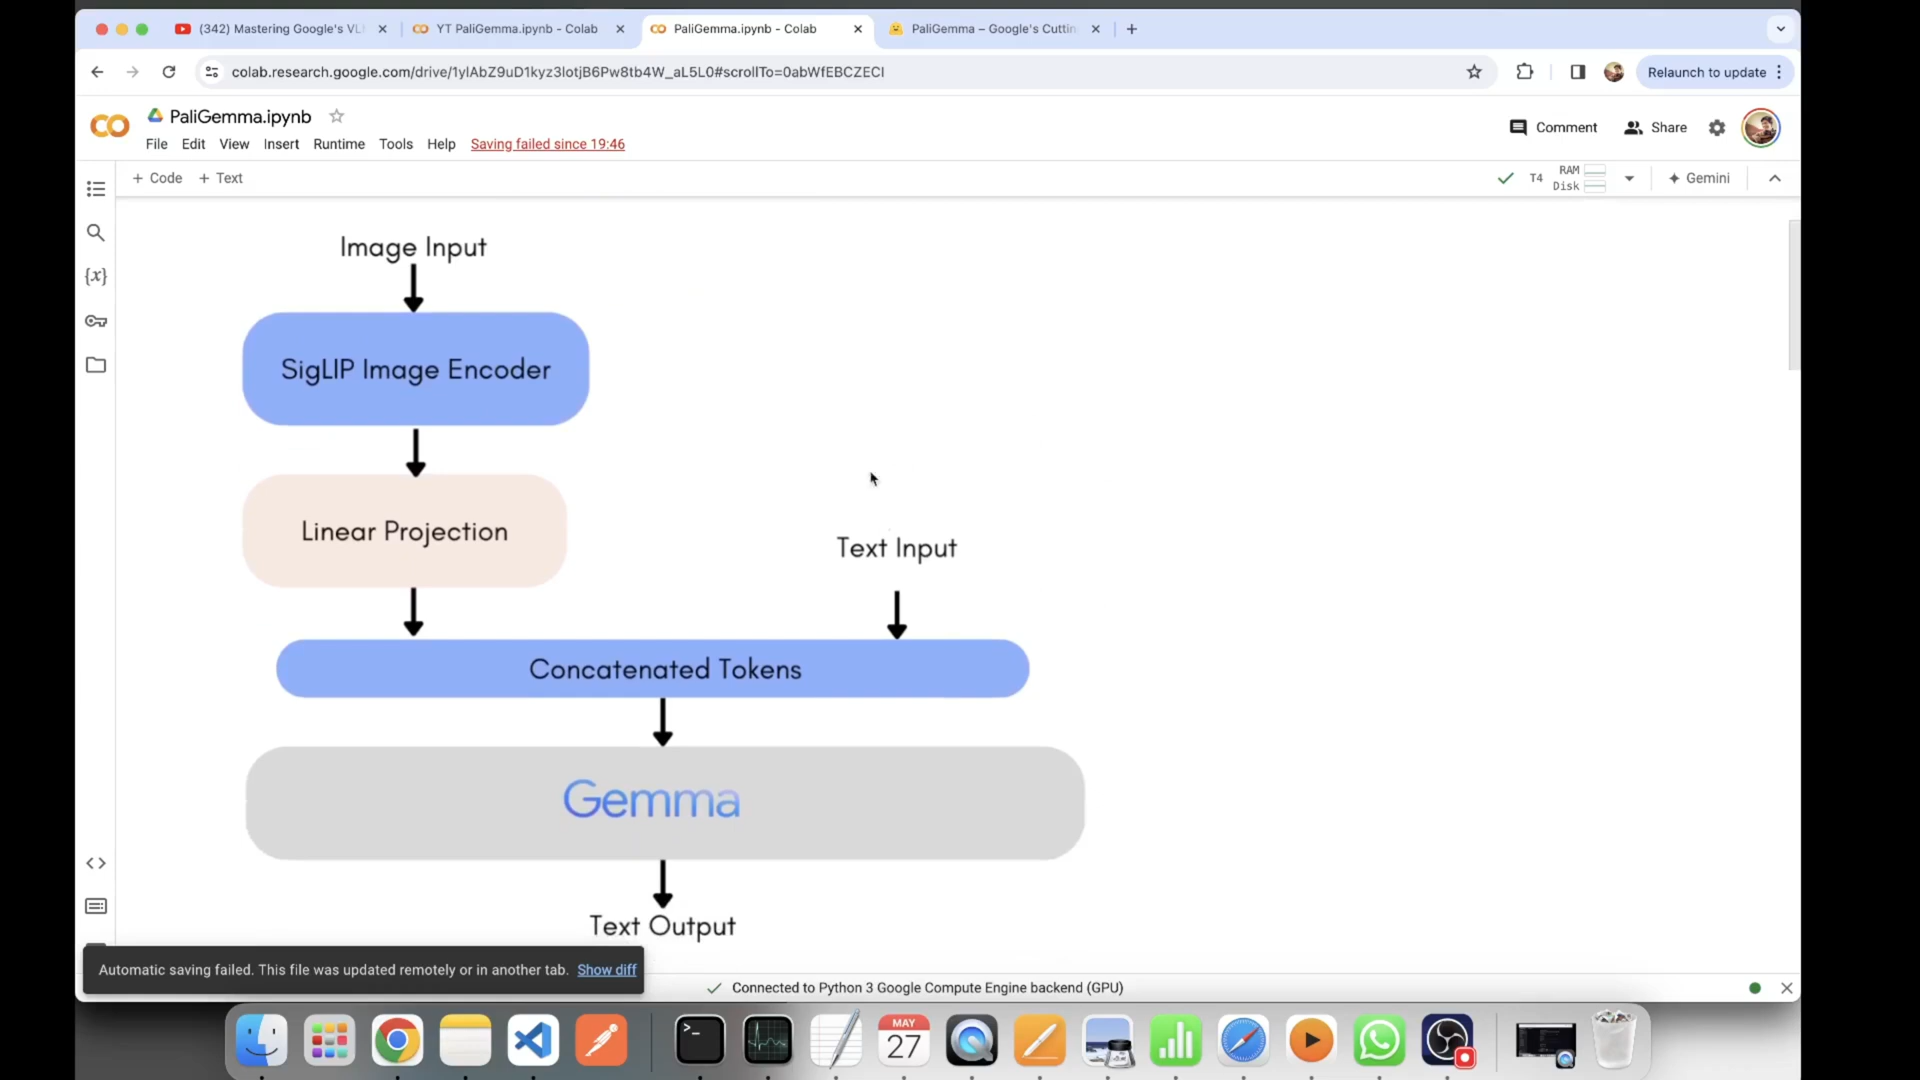 (342) Mastering Google's VL
YT PaliGemma.ipynb - Colab
PaliGemma.ipynb - Colab
PaliGemma – Google's Cuttin
colab.research.google.com/drive/1ylAbZ9uD1kyz3lotjB6Pw8tb4W_aL5L0#scrollTo=0abWfEBCZECI
Relaunch to update
PaliGemma.ipynb
File Edit View Insert Runtime Tools Help Saving failed since 19:46
Comment
Share
+ Code + Text
T4
RAM
Disk
Gemini
{x}
Image Input
SigLIP Image Encoder
Linear Projection
Text Input
Concatenated Tokens
Gemma
Text Output
Automatic saving failed. This file was updated remotely or in another tab. Show diff
Connected to Python 3 Google Compute Engine backend (GPU)
MAY
27